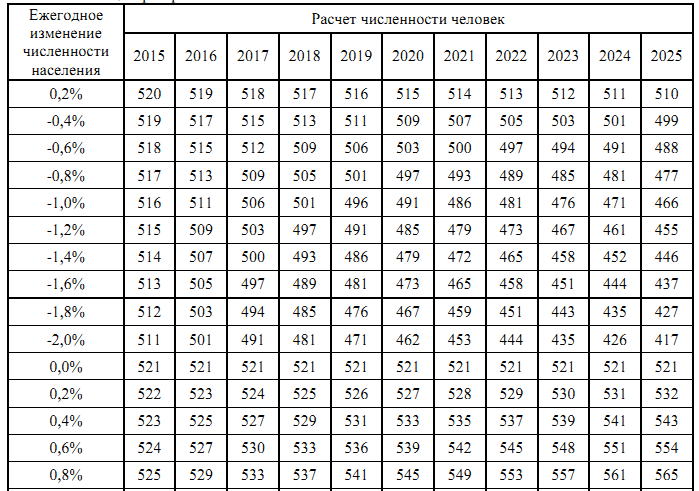 Ежегодное изменение численности населения Расчет численности человек
2015 2016 2017 2018 2019 2020 2021 2022 2023 2024 2025
0,2% 520 519 518 517 516 515 514 513 512 511 510
-0,4% 519 517 515 513 511 509 507 505 503 501 499
-0,6% 518 515 512 509 506 503 500 497 494 491 488
-0,8% 517 513 509 505 501 497 493 489 485 481 477
-1,0% 516 511 506 501 496 491 486 481 476 471 466
-1,2% 515 509 503 497 491 485 479 473 467 461 455
-1,4% 514 507 500 493 486 479 472 465 458 452 446
-1,6% 513 505 497 489 481 473 465 458 451 444 437
-1,8% 512 503 494 485 476 467 459 451 443 435 427
-2,0% 511 501 491 481 471 462 453 444 435 426 417
0,0% 521 521 521 521 521 521 521 521 521 521 521
0,2% 522 523 524 525 526 527 528 529 530 531 532
0,4% 523 525 527 529 531 533 535 537 539 541 543
0,6% 524 527 530 533 536 539 542 545 548 551 554
0,8% 525 529 533 537 541 545 549 553 557 561 565